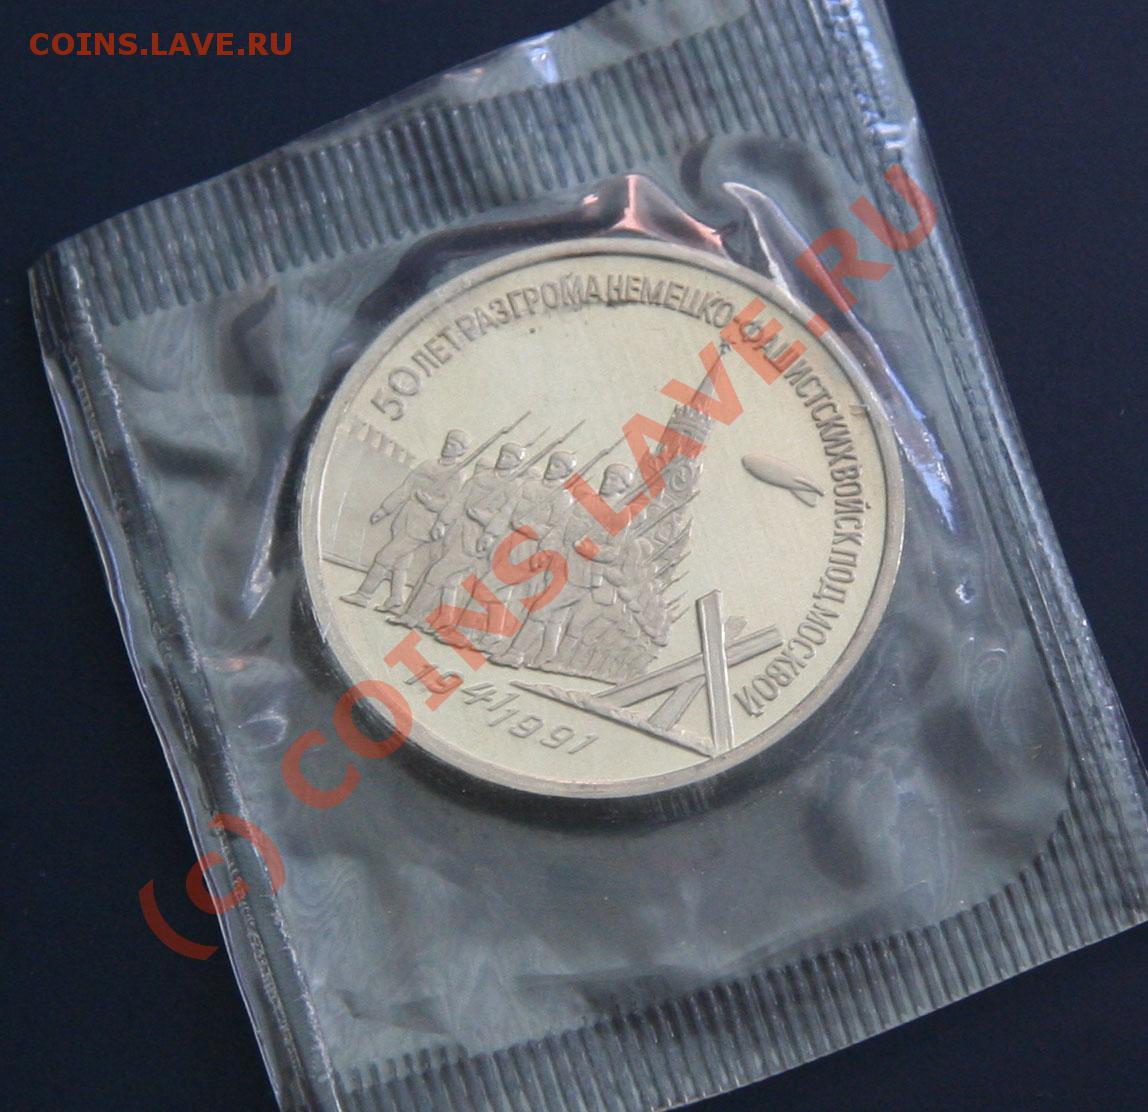 COINS.LAVE.RU
50 ЛЕТ РАЗГРОМА НЕМЕЦКО-ФАШИСТСКИХ ВОЙСК ПОД МОСКВОЙ
1941
1991
(c) COINS.LAVE.RU